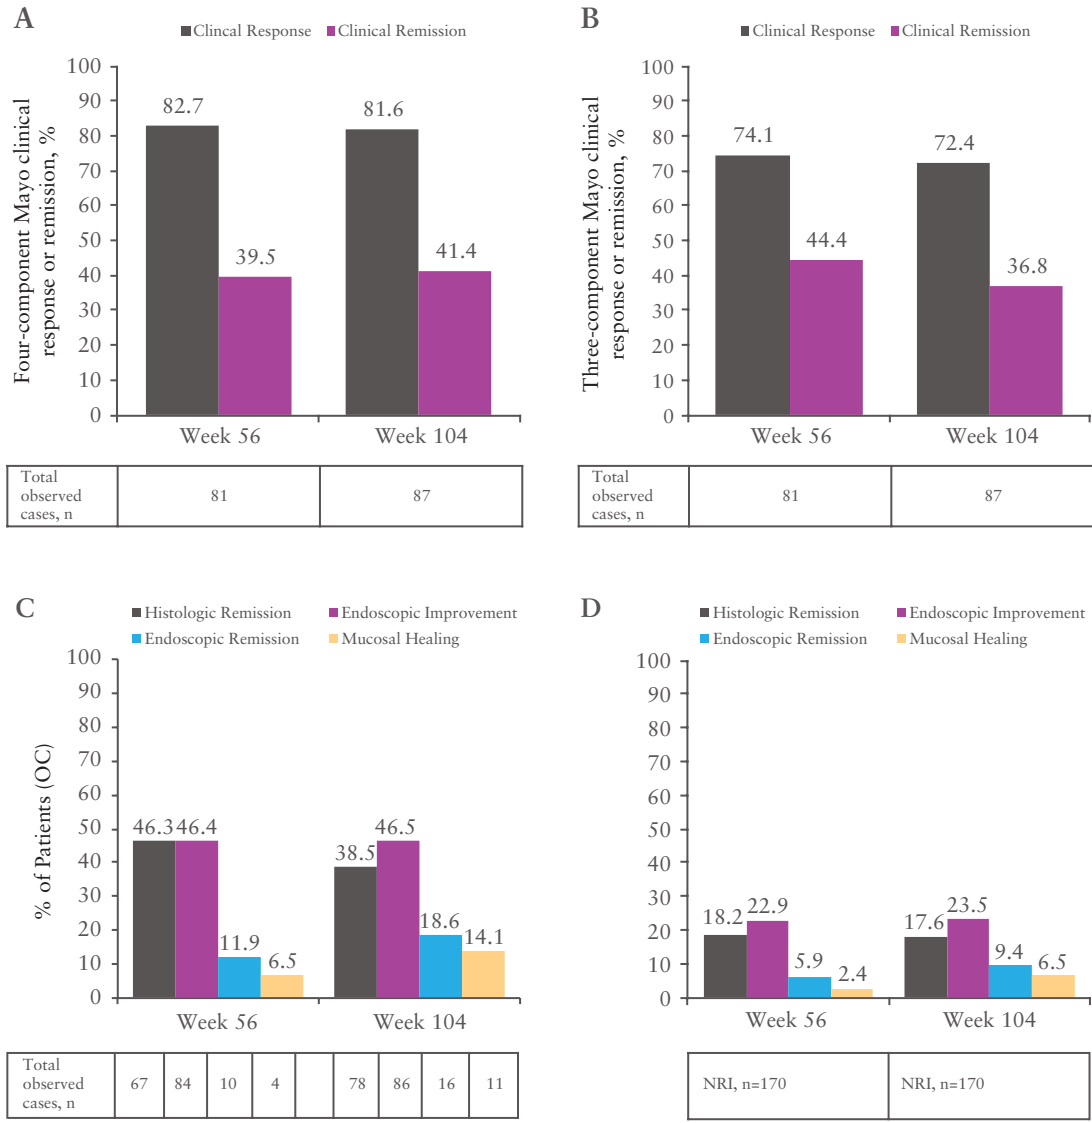 A
Clincal Response Clinical Remission
Four-component Mayo clinical
response or remission, %
100
90
80
70
60
50
40
30
20
10
0
82.7
39.5
81.6
41.4
Week 56 Week 104
Total
observed
cases, n
81 87
B
Clinical Response Clinical Remission
Three-component Mayo clinical
response or remission, %
100
90
80
70
60
50
40
30
20
10
0
74.1
44.4
72.4
36.8
Week 56 Week 104
Total
observed
cases, n
81 87
C
Histologic Remission Endoscopic Improvement
Endoscopic Remission Mucosal Healing
% of Patients (OC)
100
90
80
70
60
50
40
30
20
10
0
46.3 46.4
11.9
6.5
38.5
46.5
18.6
14.1
Week 56 Week 104
Total
observed
cases, n
67 84 10 4 78 86 16 11
D
Histologic Remission Endoscopic Improvement
Endoscopic Remission Mucosal Healing
100
90
80
70
60
50
40
30
20
10
0
18.2
22.9
5.9
2.4
17.6
23.5
9.4
6.5
Week 56 Week 104
NRI, n=170 NRI, n=170